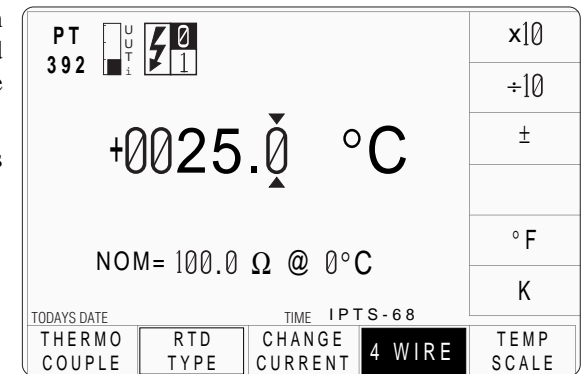 PT
392
U
U
T
i
0
1
+0025.0 °C
NOM= 100.0 Ω @ 0°C
TODAYS DATE TIME IPTS-68
x10
÷10
±
°F
K
THERMO
COUPLE
RTD
TYPE
CHANGE
CURRENT
4 WIRE
TEMP
SCALE